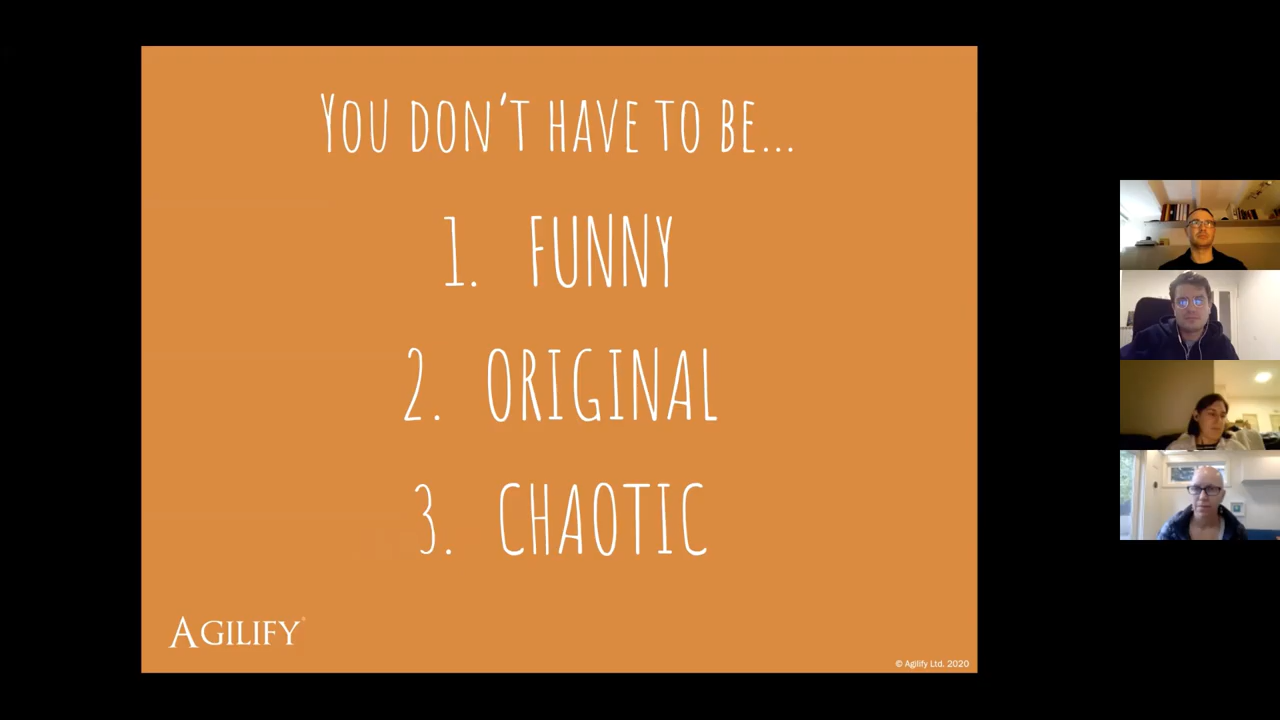 You don't have to be...
1. FUNNY
2. ORIGINAL
3. CHAOTIC
AGILIFY®
© Agilify Ltd. 2020